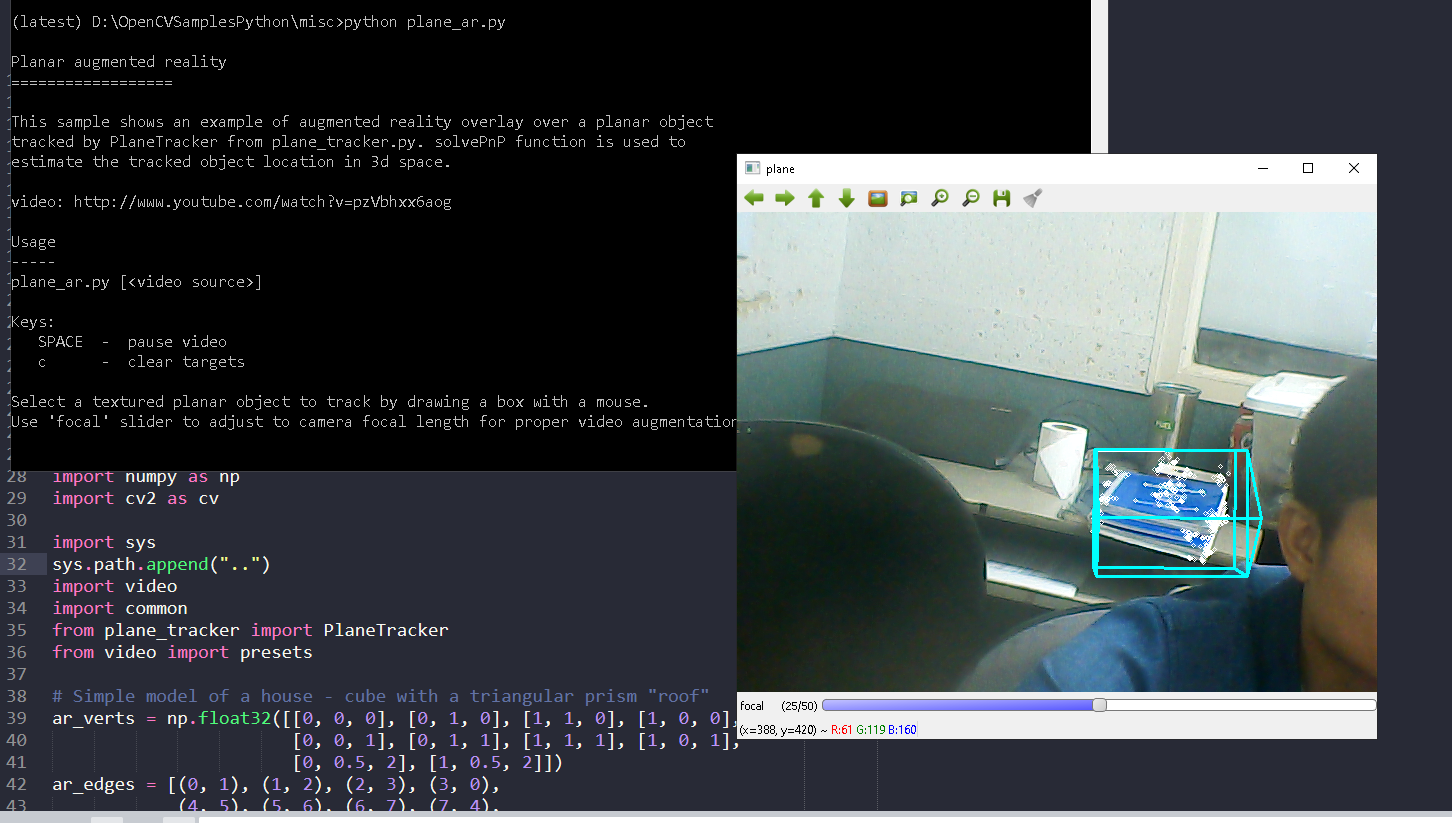 (latest) D:\OpenCVSamplesPython\misc>python plane_ar.py
Planar augmented reality
==================
This sample shows an example of augmented reality overlay over a planar object
tracked by PlaneTracker from plane_tracker.py. solvePnP function is used to
estimate the tracked object location in 3d space.
video: http://www.youtube.com/watch?v=pzVbhxx6aog
Usage
-----
plane_ar.py [<video source>]
Keys:
SPACE  -  pause video
c      -  clear targets
Select a textured planar object to track by drawing a box with a mouse.
Use 'focal' slider to adjust to camera focal length for proper video augmentation
28 import numpy as np
29 import cv2 as cv
30
31 import sys
32 sys.path.append("..")
33 import video
34 import common
35 from plane_tracker import PlaneTracker
36 from video import presets
37
38 # Simple model of a house - cube with a triangular prism "roof"
39 ar_verts = np.float32([[0, 0, 0], [0, 1, 0], [1, 1, 0], [1, 0, 0],
40 [0, 0, 1], [0, 1, 1], [1, 1, 1], [1, 0, 1],
41 [0, 0.5, 2], [1, 0.5, 2]])
42 ar_edges = [(0, 1), (1, 2), (2, 3), (3, 0),
43 (4, 5), (5, 6), (6, 7), (7, 4),
plane
focal (25/50)
(x=388, y=420) ~ R:61 G:119 B:160